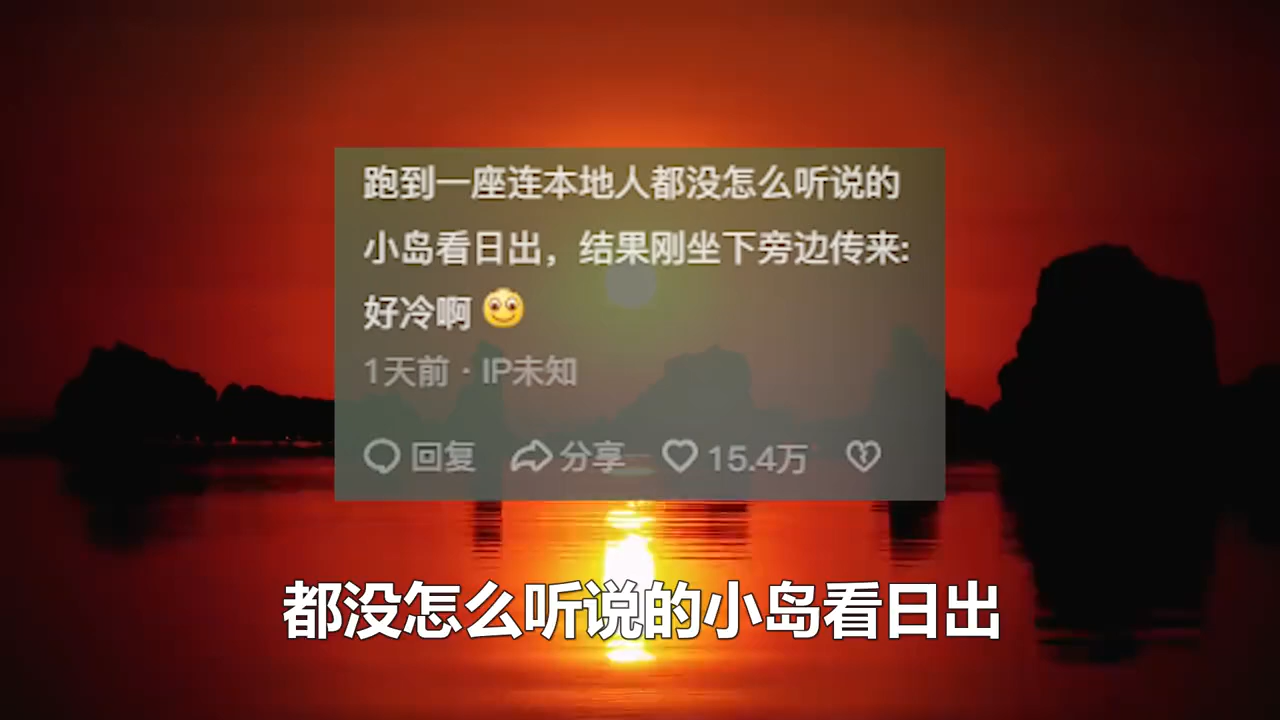 跑到一座连本地人都没怎么听说的
小岛看日出，结果刚坐下旁边传来:
好冷啊
1天前 · IP未知
回复 分享 15.4万
都没怎么听说的小岛看日出